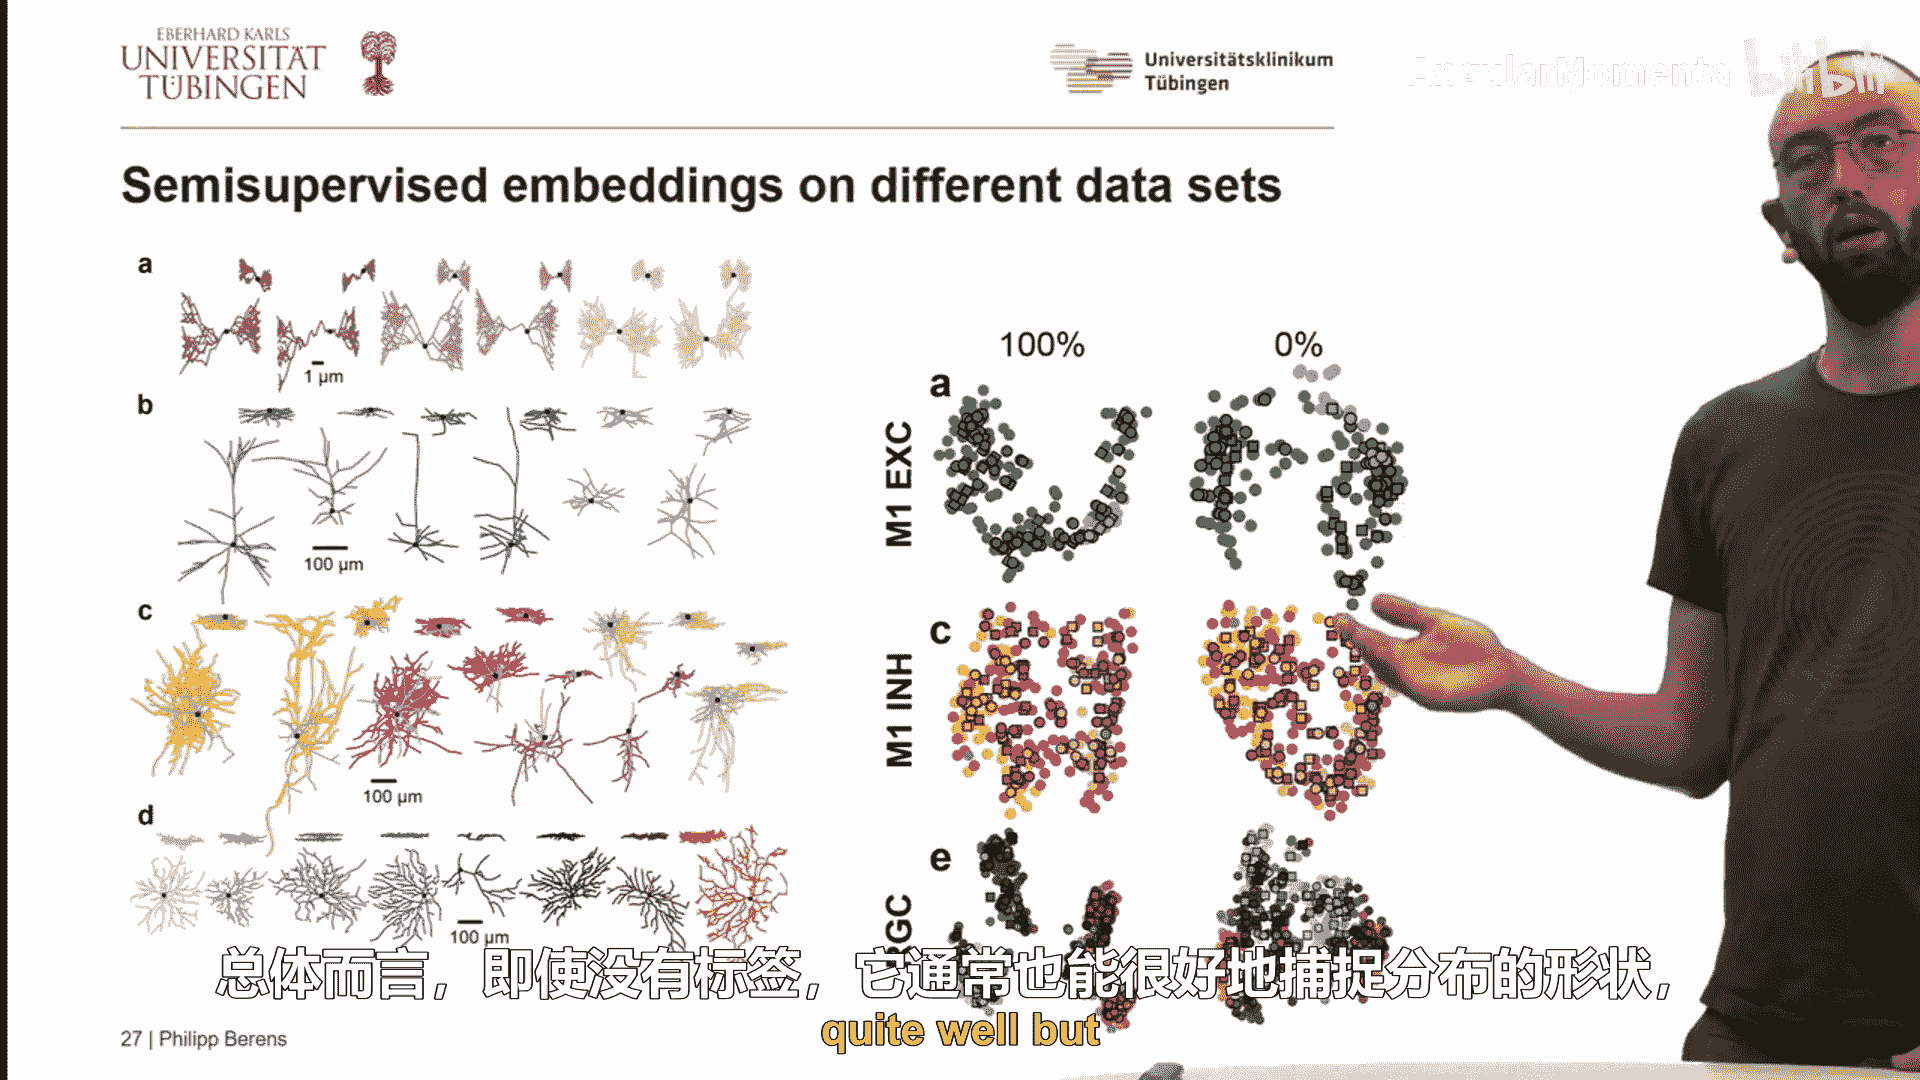 EBERHARD KARLS
UNIVERSITÄT
TÜBINGEN
Universitätsklinikum
Tübingen
bilibili
Semisupervised embeddings on different data sets
a
1 µm
b
100 µm
c
100 µm
d
100 µm
100%
0%
a
M1 EXC
c
M1 INH
e
总体而言，即使没有标签，它通常也能很好地捕捉分布的形状，
quite well but
27 | Philipp Berens